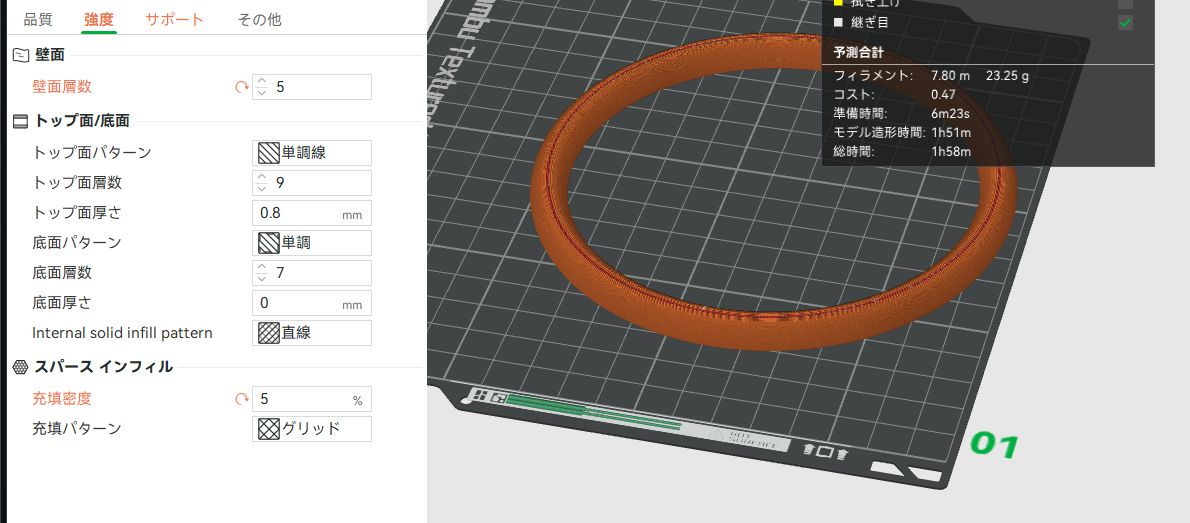 品質 強度 サポート その他
壁面
壁面層数 5
トップ面/底面
トップ面パターン 単調線
トップ面層数 9
トップ面厚さ 0.8 mm
底面パターン 単調
底面層数 7
底面厚さ 0 mm
Internal solid infill pattern 直線
スパース インフィル
充填密度 5 %
充填パターン グリッド
拭き上げ
継ぎ目
予測合計
フィラメント: 7.80 m 23.25 g
コスト: 0.47
準備時間: 6m23s
モデル造形時間: 1h51m
総時間: 1h58m
HOT
SURFACE
01